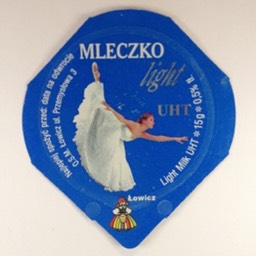 MLECZKO
light
UHT
Najlepiej spożyć przed: data na odwrocie
O.S.M. Łowicz ul. Przemysłowa 3
Light Milk UHT * 15g * 0,5% tł.
Łowicz